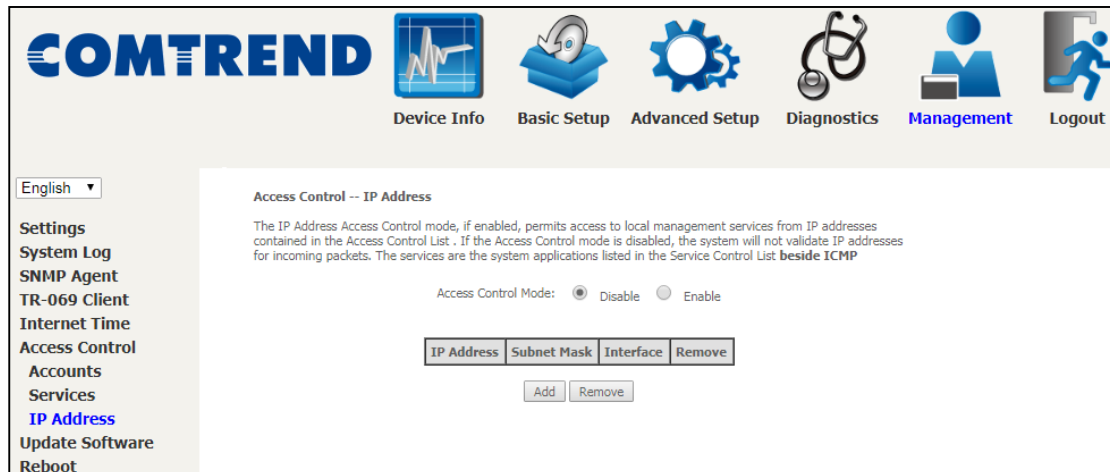 COMTREND
Device Info
Basic Setup
Advanced Setup
Diagnostics
Management
Logout
English
Settings
System Log
SNMP Agent
TR-069 Client
Internet Time
Access Control
Accounts
Services
IP Address
Update Software
Reboot
Access Control -- IP Address
The IP Address Access Control mode, if enabled, permits access to local management services from IP addresses
contained in the Access Control List . If the Access Control mode is disabled, the system will not validate IP addresses
for incoming packets. The services are the system applications listed in the Service Control List beside ICMP
Access Control Mode: Disable Enable
IP Address Subnet Mask Interface Remove
Add Remove